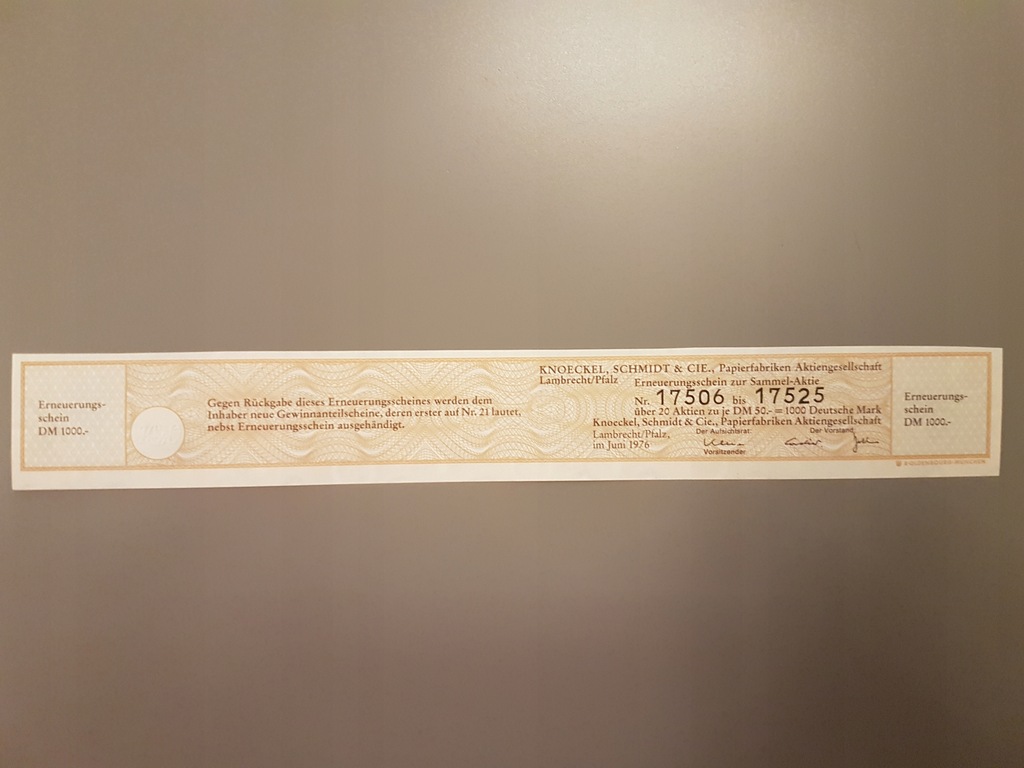 Erneuerungs-
schein
DM 1000.-
Gegen Rückgabe dieses Erneuerungsscheines werden dem
Inhaber neue Gewinnanteilscheine, deren erster auf Nr. 21 lautet,
nebst Erneuerungsschein ausgehändigt.
KNOECKEL, SCHMIDT & CIE., Papierfabriken Aktiengesellschaft
Lambrecht/Pfalz
Erneuerungsschein zur Sammel-Aktie
Nr. 17506 bis 17525
über 20 Aktien zu je DM 50.- = 1000 Deutsche Mark
Knoeckel, Schmidt & Cie., Papierfabriken Aktiengesellschaft
Lambrecht/Pfalz,
im Juni 1976
Der Aufsichtsrat:
Vorsitzender
Der Vorstand:
Erneuerungs-
schein
DM 1000.-
R·OLDENBOURG·MÜNCHEN